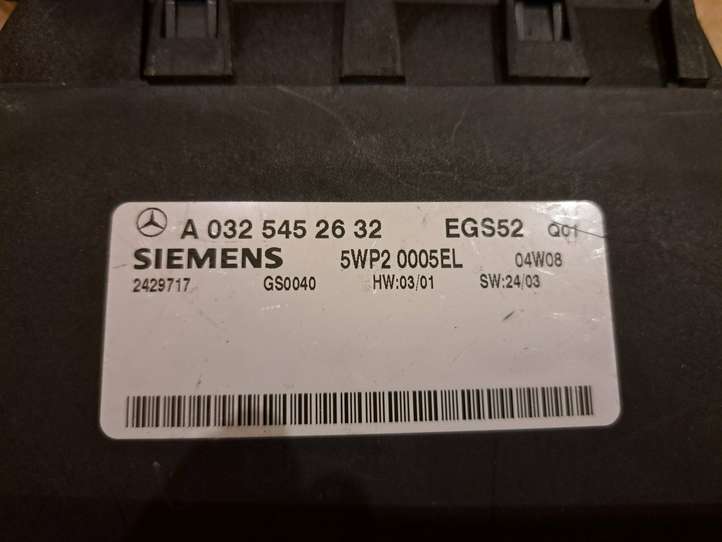 A 032 545 26 32 EGS52 Q01
SIEMENS 5WP2 0005EL 04W08
2429717 GS0040 HW:03/01 SW:24/03